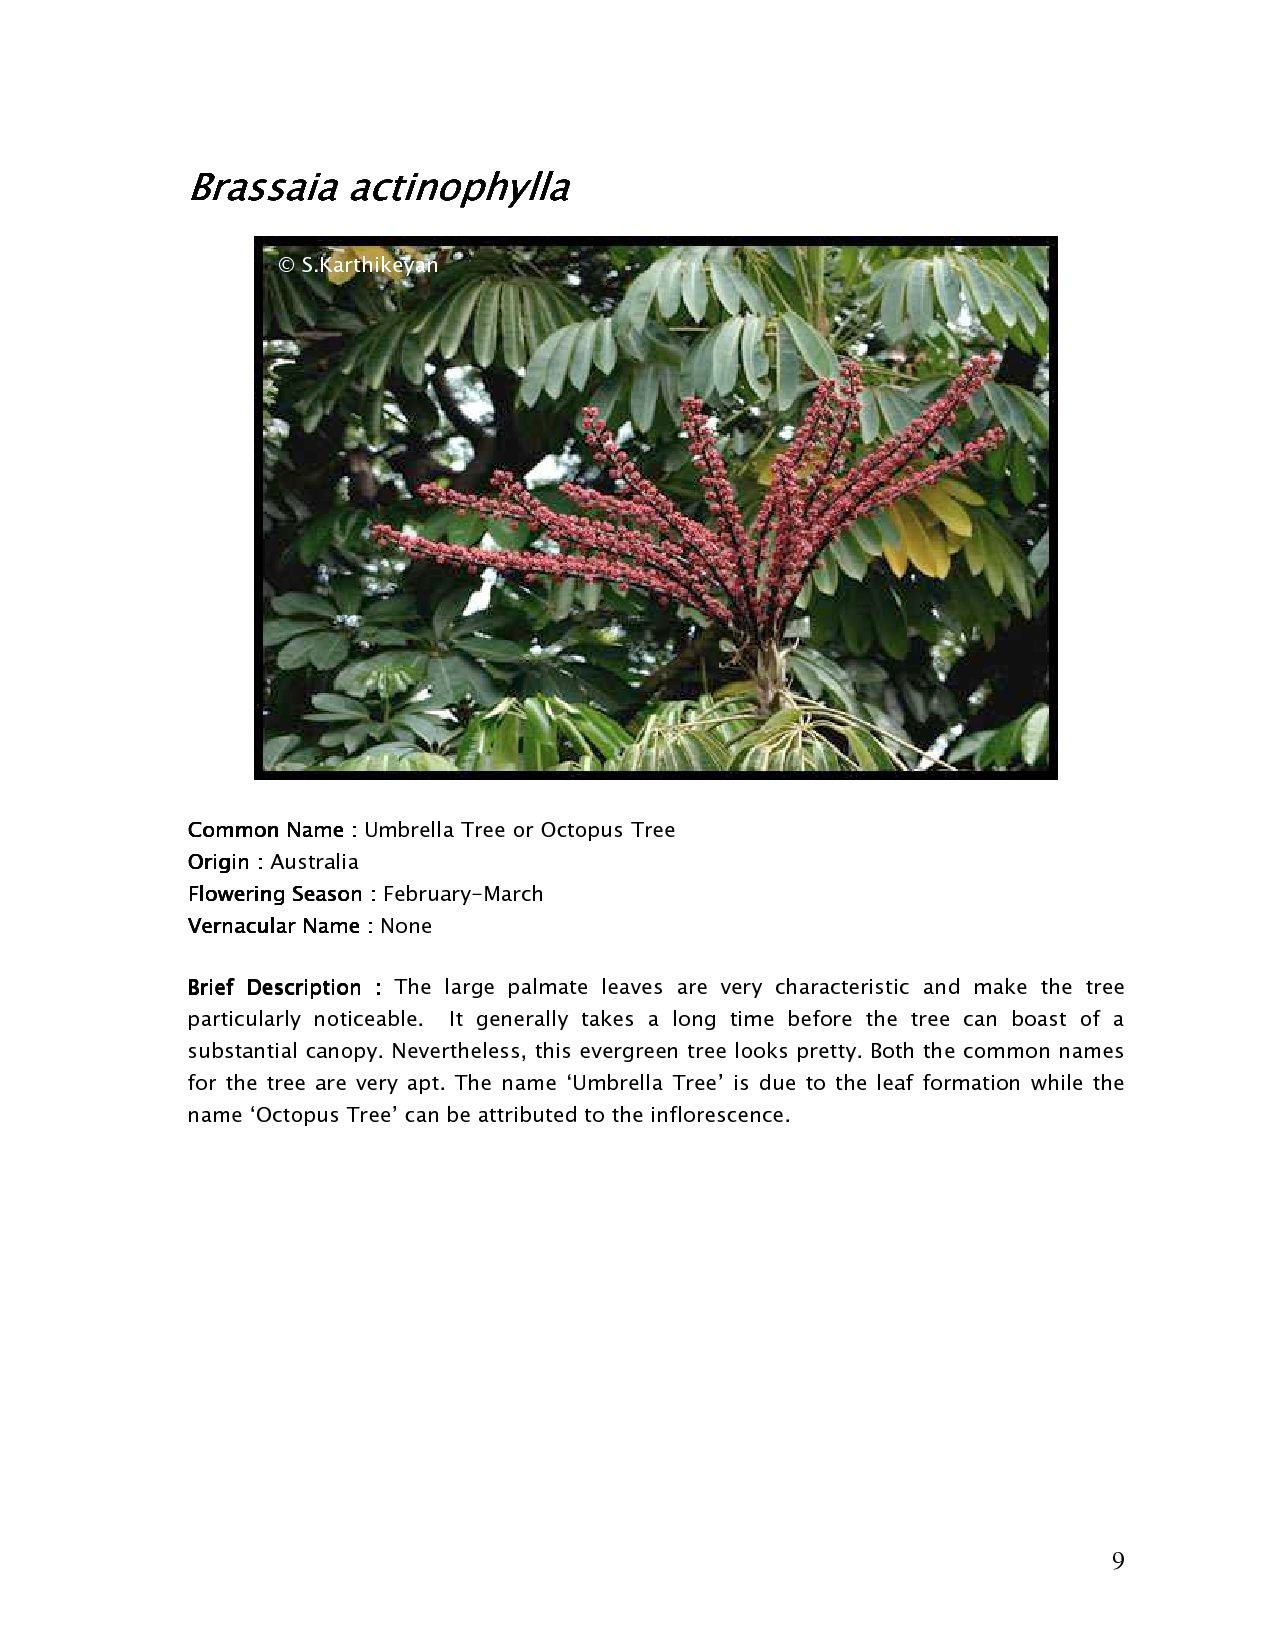 Brassaia actinophylla
© S.Karthikeyan
Common Name : Umbrella Tree or Octopus Tree
Origin : Australia
Flowering Season : February-March
Vernacular Name : None
Brief Description : The large palmate leaves are very characteristic and make the tree
particularly noticeable. It generally takes a long time before the tree can boast of a
substantial canopy. Nevertheless, this evergreen tree looks pretty. Both the common names
for the tree are very apt. The name ‘Umbrella Tree’ is due to the leaf formation while the
name ‘Octopus Tree’ can be attributed to the inflorescence.
9